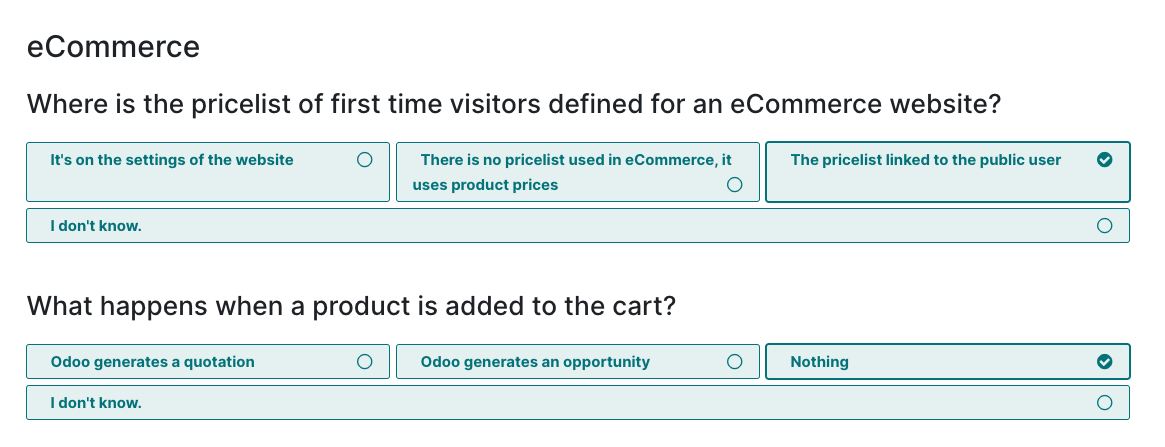 eCommerce
Where is the pricelist of first time visitors defined for an eCommerce website?
It's on the settings of the website
There is no pricelist used in eCommerce, it
uses product prices
The pricelist linked to the public user
I don't know.
What happens when a product is added to the cart?
Odoo generates a quotation
Odoo generates an opportunity
Nothing
I don't know.